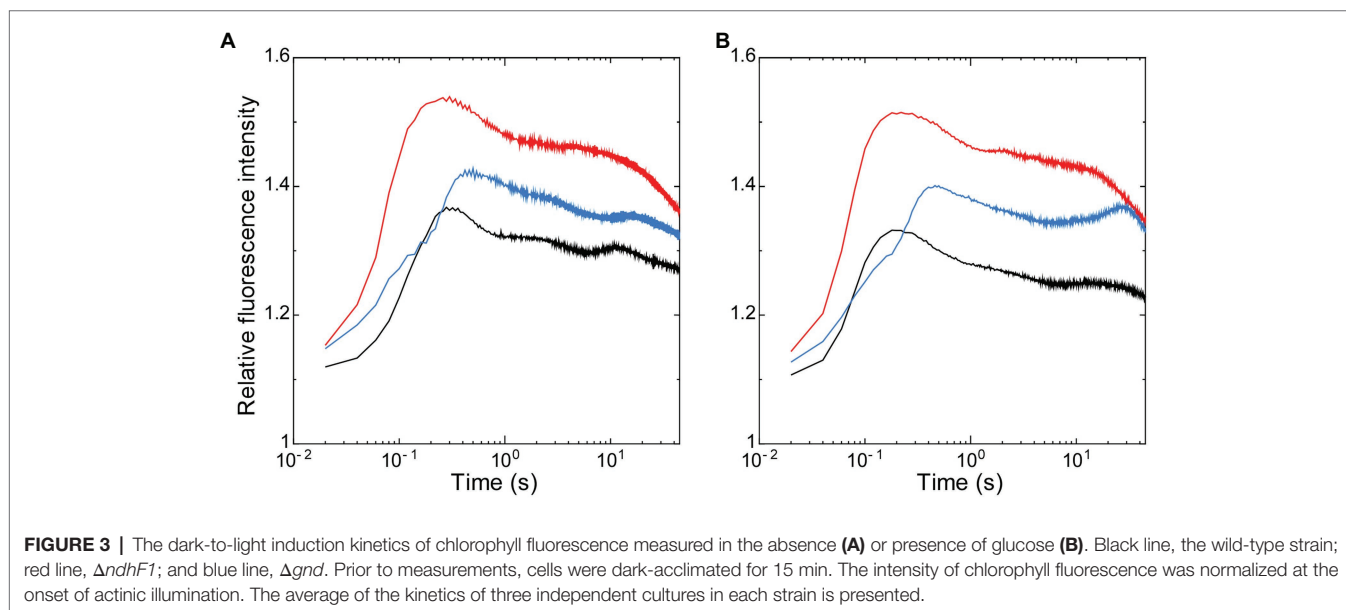 A
B
Relative fluorescence intensity
1.6
1.4
1.2
1
10⁻²
10⁻¹
10⁰
10¹
Time (s)
1.6
1.4
1.2
1
10⁻²
10⁻¹
10⁰
10¹
Time (s)
FIGURE 3 | The dark-to-light induction kinetics of chlorophyll fluorescence measured in the absence (A) or presence of glucose (B). Black line, the wild-type strain;
red line, ΔndhF1; and blue line, Δgnd. Prior to measurements, cells were dark-acclimated for 15 min. The intensity of chlorophyll fluorescence was normalized at the
onset of actinic illumination. The average of the kinetics of three independent cultures in each strain is presented.